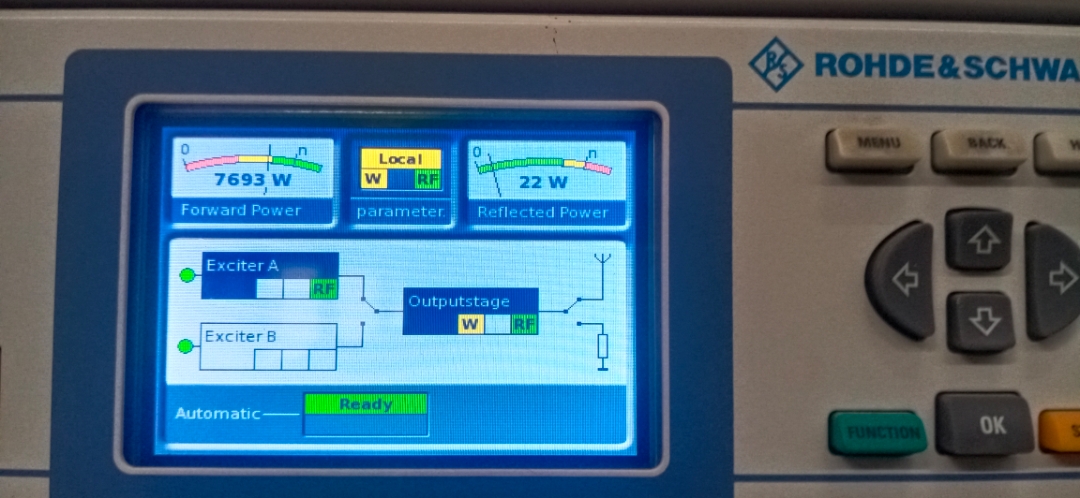 ROHDE&SCHWA
MENU
BACK
0
n
7693 W
Forward Power
Local
W
RF
parameter.
0
n
22 W
Reflected Power
Exciter A
RF
Outputstage
W
RF
Exciter B
Automatic
Ready
FUNCTION
OK
S